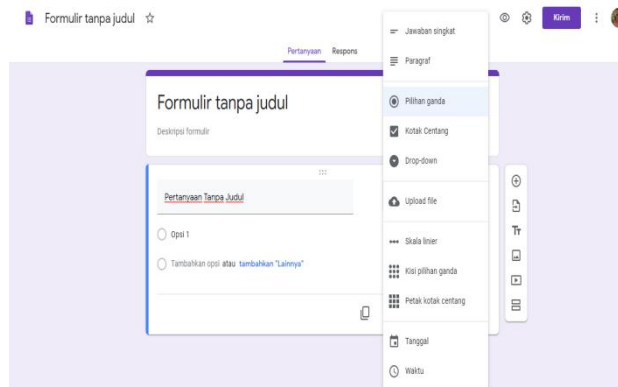 Formulir tanpa judul
Kirim
Pertanyaan Respons
Formulir tanpa judul
Deskripsi formulir
Pertanyaan Tanpa Judul
Opsi 1
Tambahkan opsi atau tambahkan "Lainnya"
Jawaban singkat
Paragraf
Pilihan ganda
Kotak Centang
Drop-down
Upload file
Skala linier
Kisi pilihan ganda
Petak kotak centang
Tanggal
Waktu
Tт